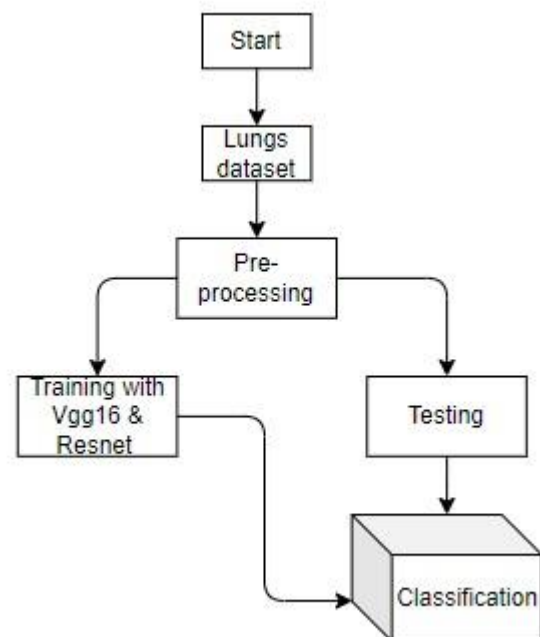 Start
Lungs
dataset
Pre-
processing
Training with
Vgg16 &
Resnet
Testing
Classification